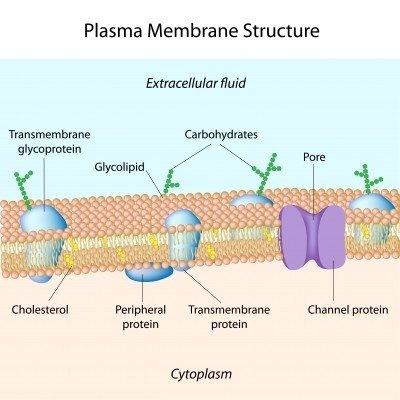 Plasma Membrane Structure
Extracellular fluid
Transmembrane
glycoprotein
Carbohydrates
Glycolipid
Pore
Cholesterol
Peripheral
protein
Transmembrane
protein
Channel protein
Cytoplasm